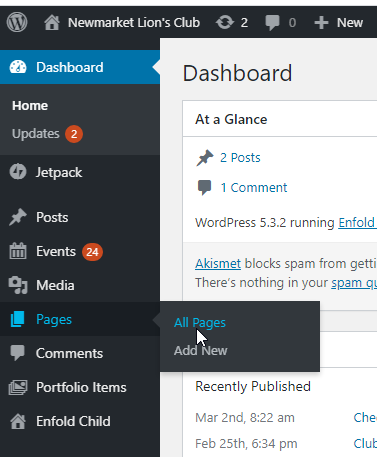 Newmarket Lion's Club 2 0 New
Dashboard
Home
Updates 2
Jetpack
Posts
Events 24
Media
Pages
Comments
Portfolio Items
Enfold Child
All Pages
Add New
Dashboard
At a Glance
2 Posts
1 Comment
WordPress 5.3.2 running Enfold
Akismet blocks spam from getti
There's nothing in your spam qu
Recently Published
Mar 2nd, 8:22 am Che
Feb 25th, 6:34 pm Club